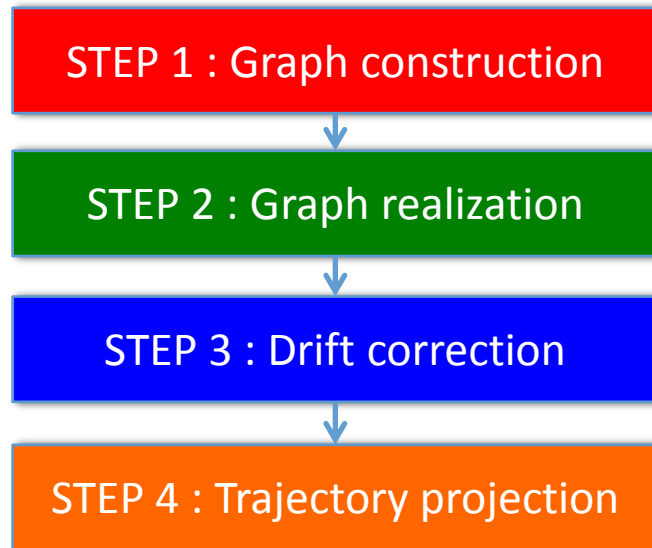 STEP 1 : Graph construction
STEP 2 : Graph realization
STEP 3 : Drift correction
STEP 4 : Trajectory projection